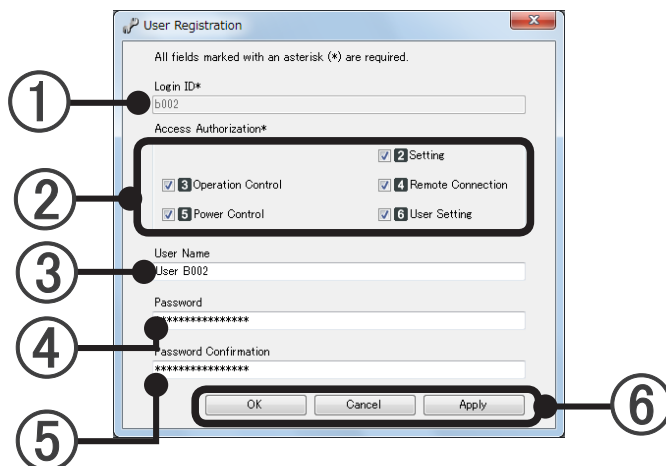 User Registration
All fields marked with an asterisk (*) are required.
① Login ID*
b002
Access Authorization*
2 Setting
② 3 Operation Control 4 Remote Connection
5 Power Control 6 User Setting
User Name
③ User B002
Password
④ ***************
Password Confirmation
⑤ ****************
OK Cancel Apply ⑥